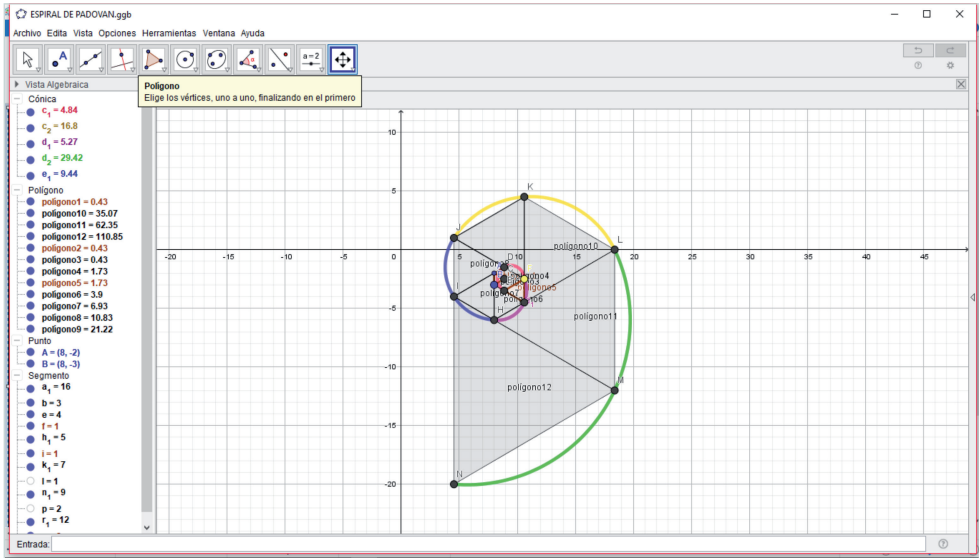 ESPIRAL DE PADOVAN.ggb
Archivo Edita Vista Opciones Herramientas Ventana Ayuda
A
a=2
Polígono
Elige los vértices, uno a uno, finalizando en el primero
Vista Algebraica
Cónica
c₁ = 4.84
c₂ = 16.8
d₁ = 5.27
d₂ = 29.42
e₁ = 9.44
Polígono
polígono1 = 0.43
polígono10 = 35.07
polígono11 = 62.35
polígono12 = 110.85
polígono2 = 0.43
polígono3 = 0.43
polígono4 = 1.73
polígono5 = 1.73
polígono6 = 3.9
polígono7 = 6.93
polígono8 = 10.83
polígono9 = 21.22
Punto
A = (8, -2)
B = (8, -3)
Segmento
a₁ = 16
b = 3
e = 4
f = 1
h₁ = 5
i = 1
k₁ = 7
l = 1
n₁ = 9
p = 2
r₁ = 12
10
5
-20 -15 -10 -5 0 5 10 15 20 25 30 35 40 45
-5
-10
-15
-20
K
J
L
D
I
H
M
N
polígono10
polígono4
polígono5
polígono6
polígono11
polígono12
Entrada: